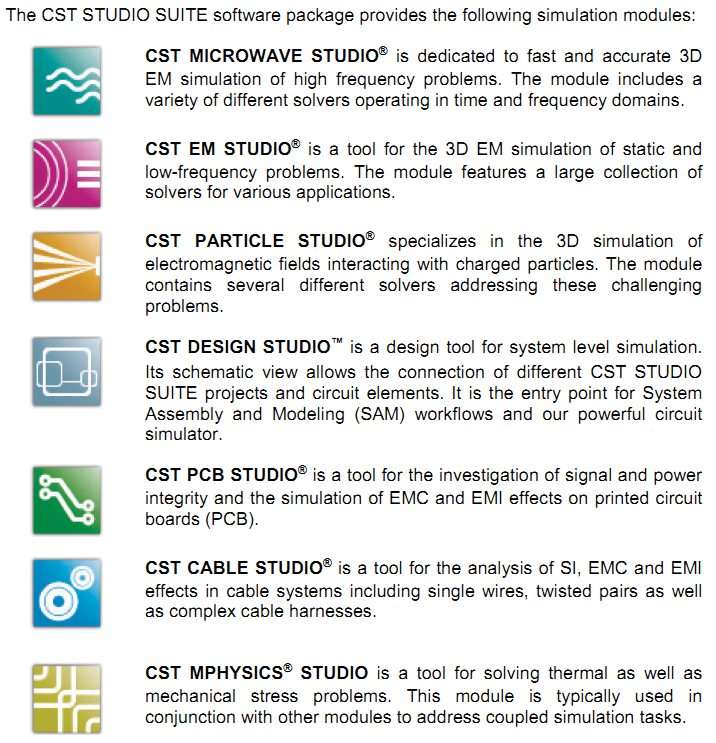 The CST STUDIO SUITE software package provides the following simulation modules:
CST MICROWAVE STUDIO® is dedicated to fast and accurate 3D
EM simulation of high frequency problems. The module includes a
variety of different solvers operating in time and frequency domains.
CST EM STUDIO® is a tool for the 3D EM simulation of static and
low-frequency problems. The module features a large collection of
solvers for various applications.
CST PARTICLE STUDIO® specializes in the 3D simulation of
electromagnetic fields interacting with charged particles. The module
contains several different solvers addressing these challenging
problems.
CST DESIGN STUDIO™ is a design tool for system level simulation.
Its schematic view allows the connection of different CST STUDIO
SUITE projects and circuit elements. It is the entry point for System
Assembly and Modeling (SAM) workflows and our powerful circuit
simulator.
CST PCB STUDIO® is a tool for the investigation of signal and power
integrity and the simulation of EMC and EMI effects on printed circuit
boards (PCB).
CST CABLE STUDIO® is a tool for the analysis of SI, EMC and EMI
effects in cable systems including single wires, twisted pairs as well
as complex cable harnesses.
CST MPHYSICS® STUDIO is a tool for solving thermal as well as
mechanical stress problems. This module is typically used in
conjunction with other modules to address coupled simulation tasks.